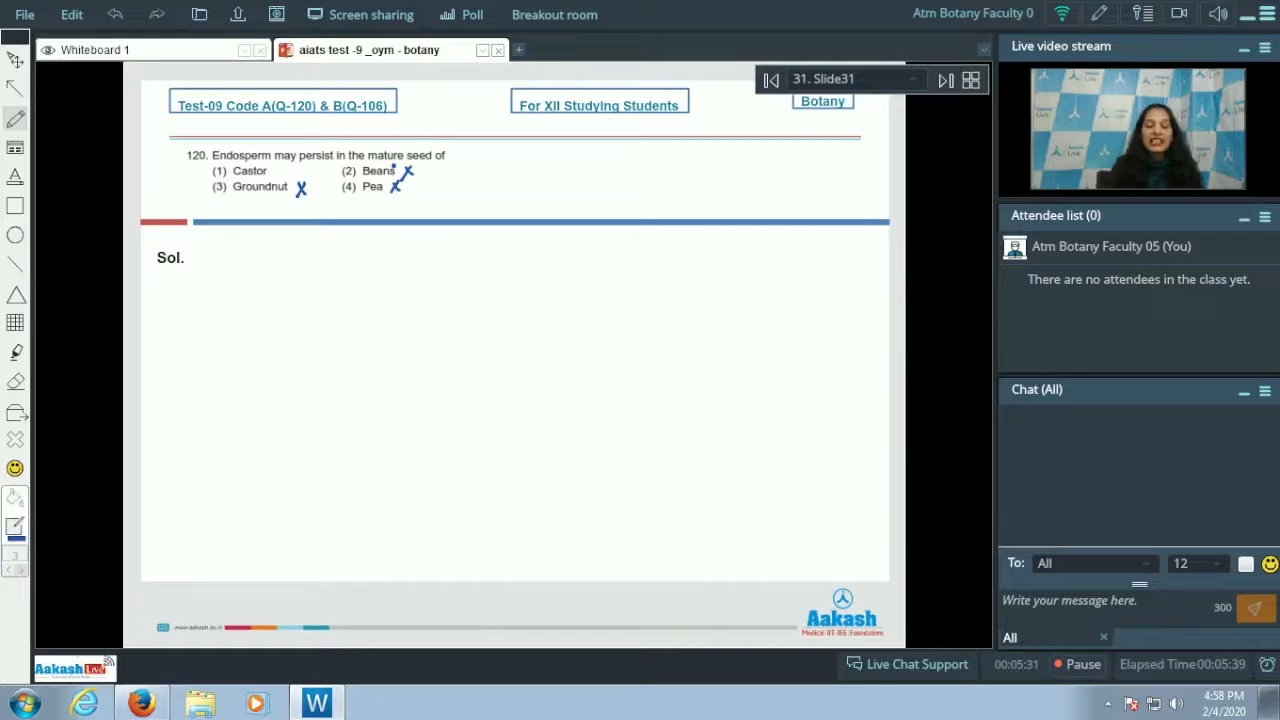 File Edit Screen sharing Poll Breakout room Atm Botany Faculty 0
Whiteboard 1 aiats test -9 _oym - botany Live video stream
31. Slide31
Test-09 Code A(Q-120) & B(Q-106) For XII Studying Students Botany
120. Endosperm may persist in the mature seed of
(1) Castor (2) Beans X
(3) Groundnut X (4) Pea X
Sol.
Attendee list (0)
Atm Botany Faculty 05 (You)
There are no attendees in the class yet.
Chat (All)
To: All 12
Write your message here. 300
All
3
www.aakash.ac.in
Aakash
Medical|IIT-JEE|Foundations
Aakash Live
Live Chat Support 00:05:31 Pause Elapsed Time 00:05:39
W
4:58 PM
2/4/2020